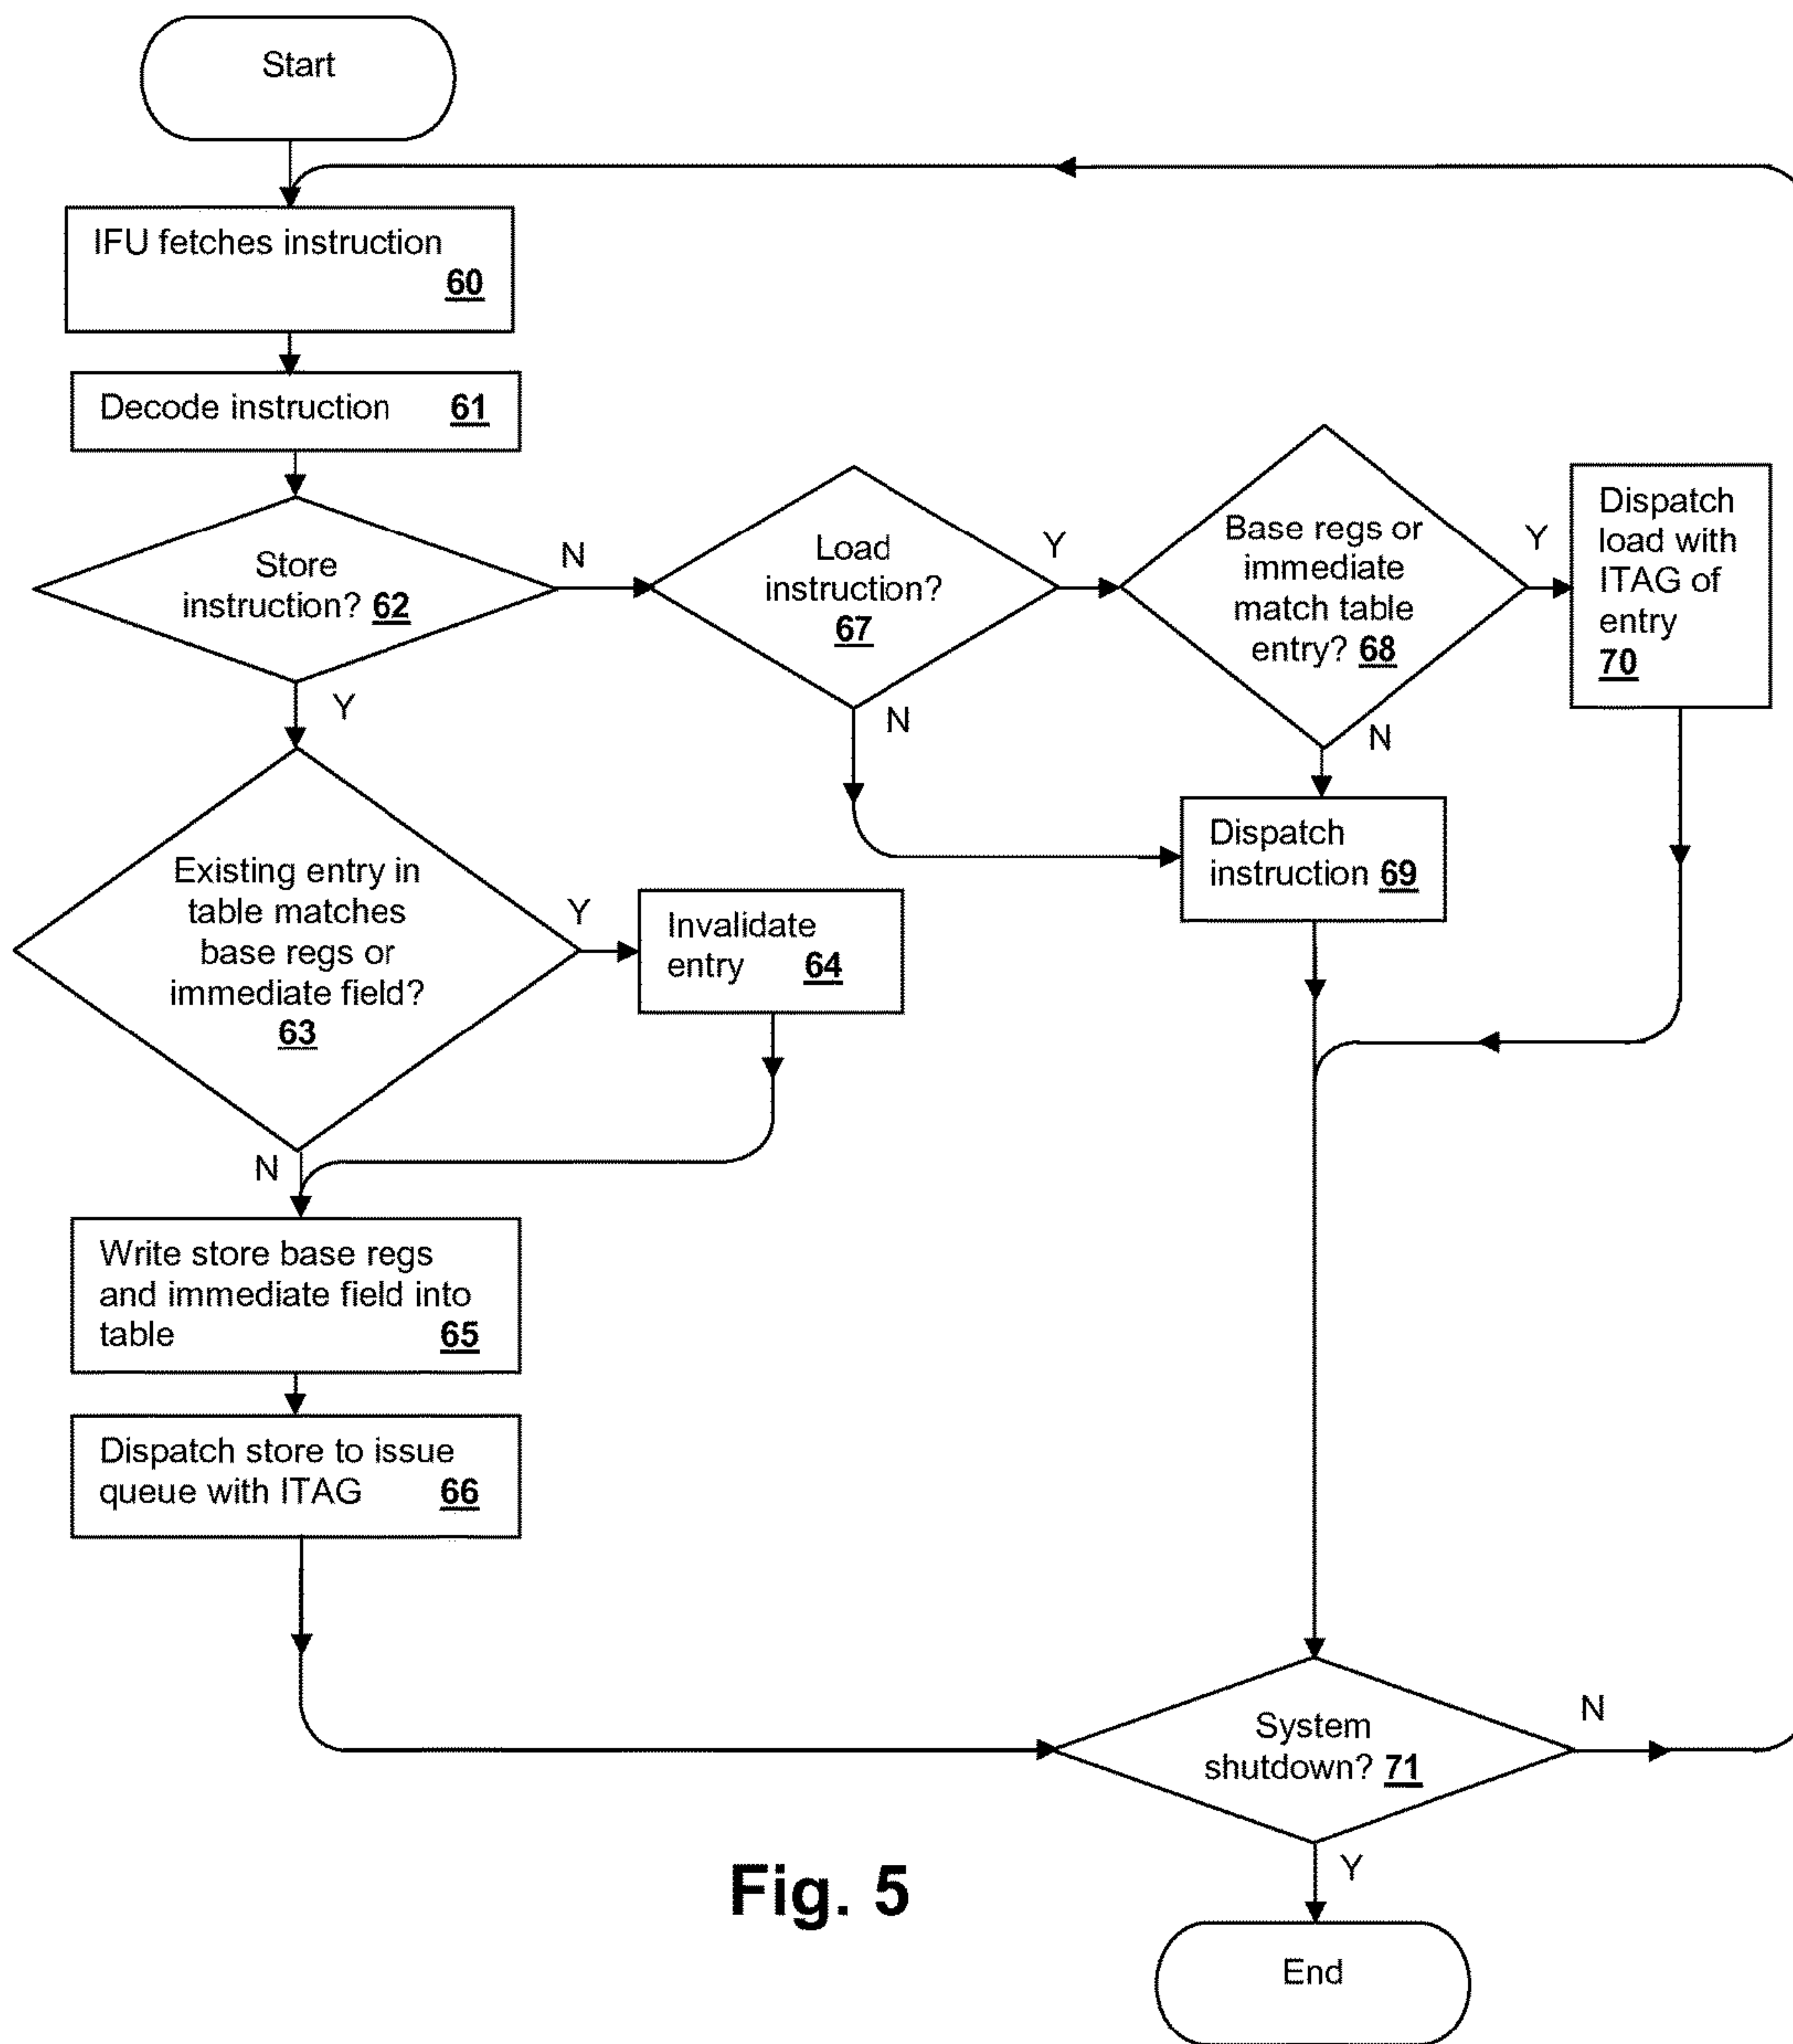 Start
IFU fetches instruction
60
Decode instruction 61
Store
instruction? 62
N
Y
Load
instruction?
67
Y
N
Base regs or
immediate
match table
entry? 68
Y
N
Dispatch
load with
ITAG of
entry
70
Dispatch
instruction 69
Existing entry in
table matches
base regs or
immediate field?
63
Y
N
Invalidate
entry 64
Write store base regs
and immediate field into
table 65
Dispatch store to issue
queue with ITAG 66
System
shutdown? 71
N
Y
End
Fig. 5